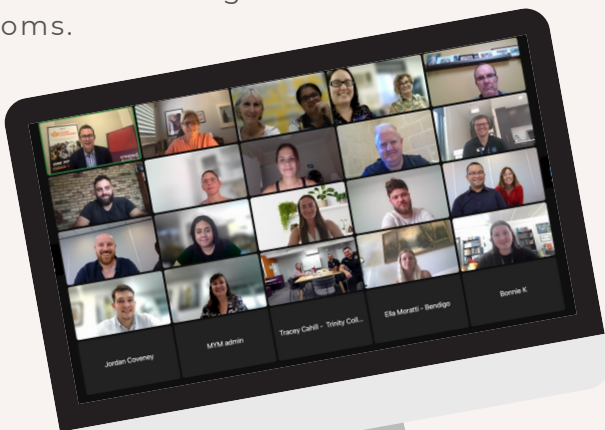 oms.
Jordan Coveney
MYM admin
Tracey Cahill - Trinity Coll...
Ella Moratti - Bendigo
Bonnie K